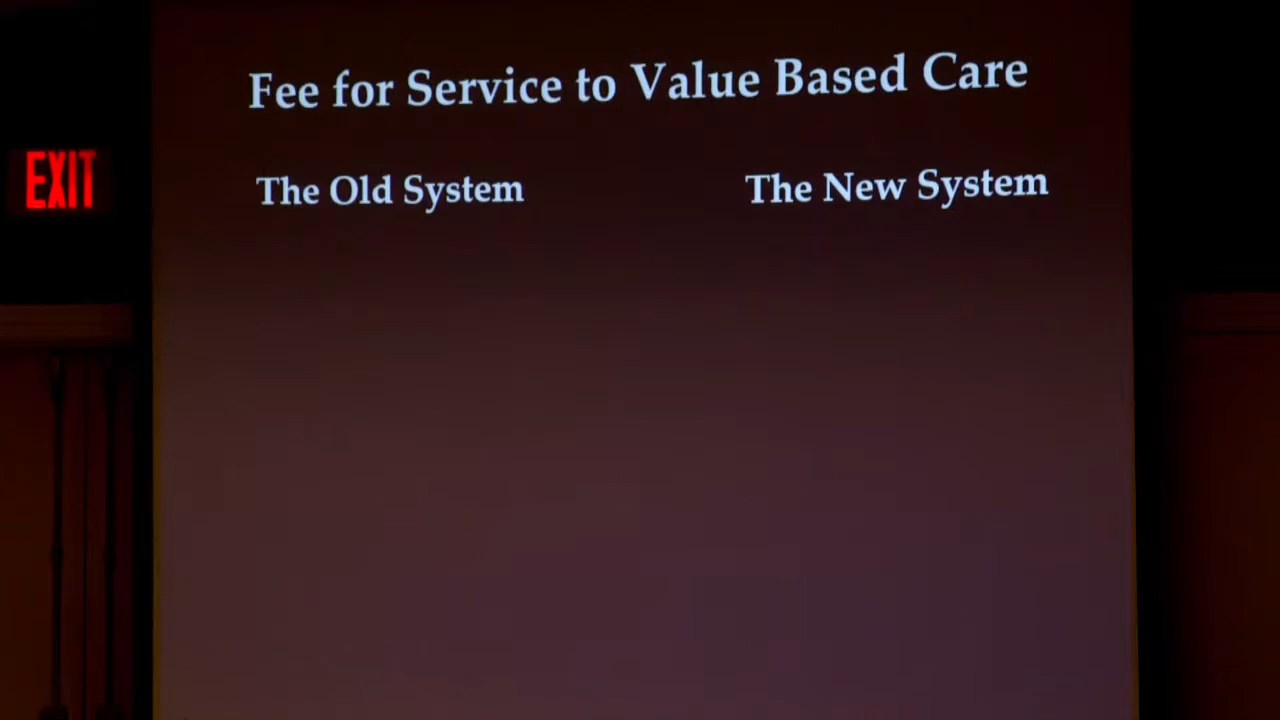 Fee for Service to Value Based Care
EXIT
The Old System
The New System